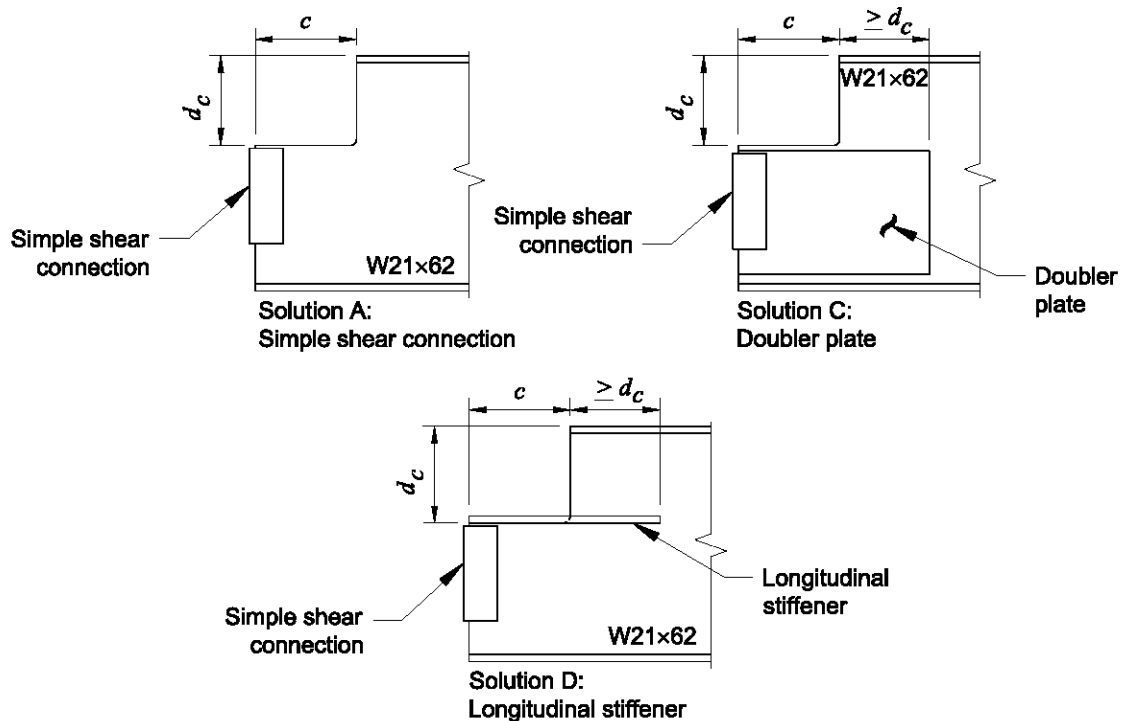 c
d_c
Simple shear
connection
W21×62
Solution A:
Simple shear connection
c
≥ d_c
d_c
W21×62
Simple shear
connection
Doubler
plate
Solution C:
Doubler plate
c
≥ d_c
d_c
Simple shear
connection
Longitudinal
stiffener
W21×62
Solution D:
Longitudinal stiffener